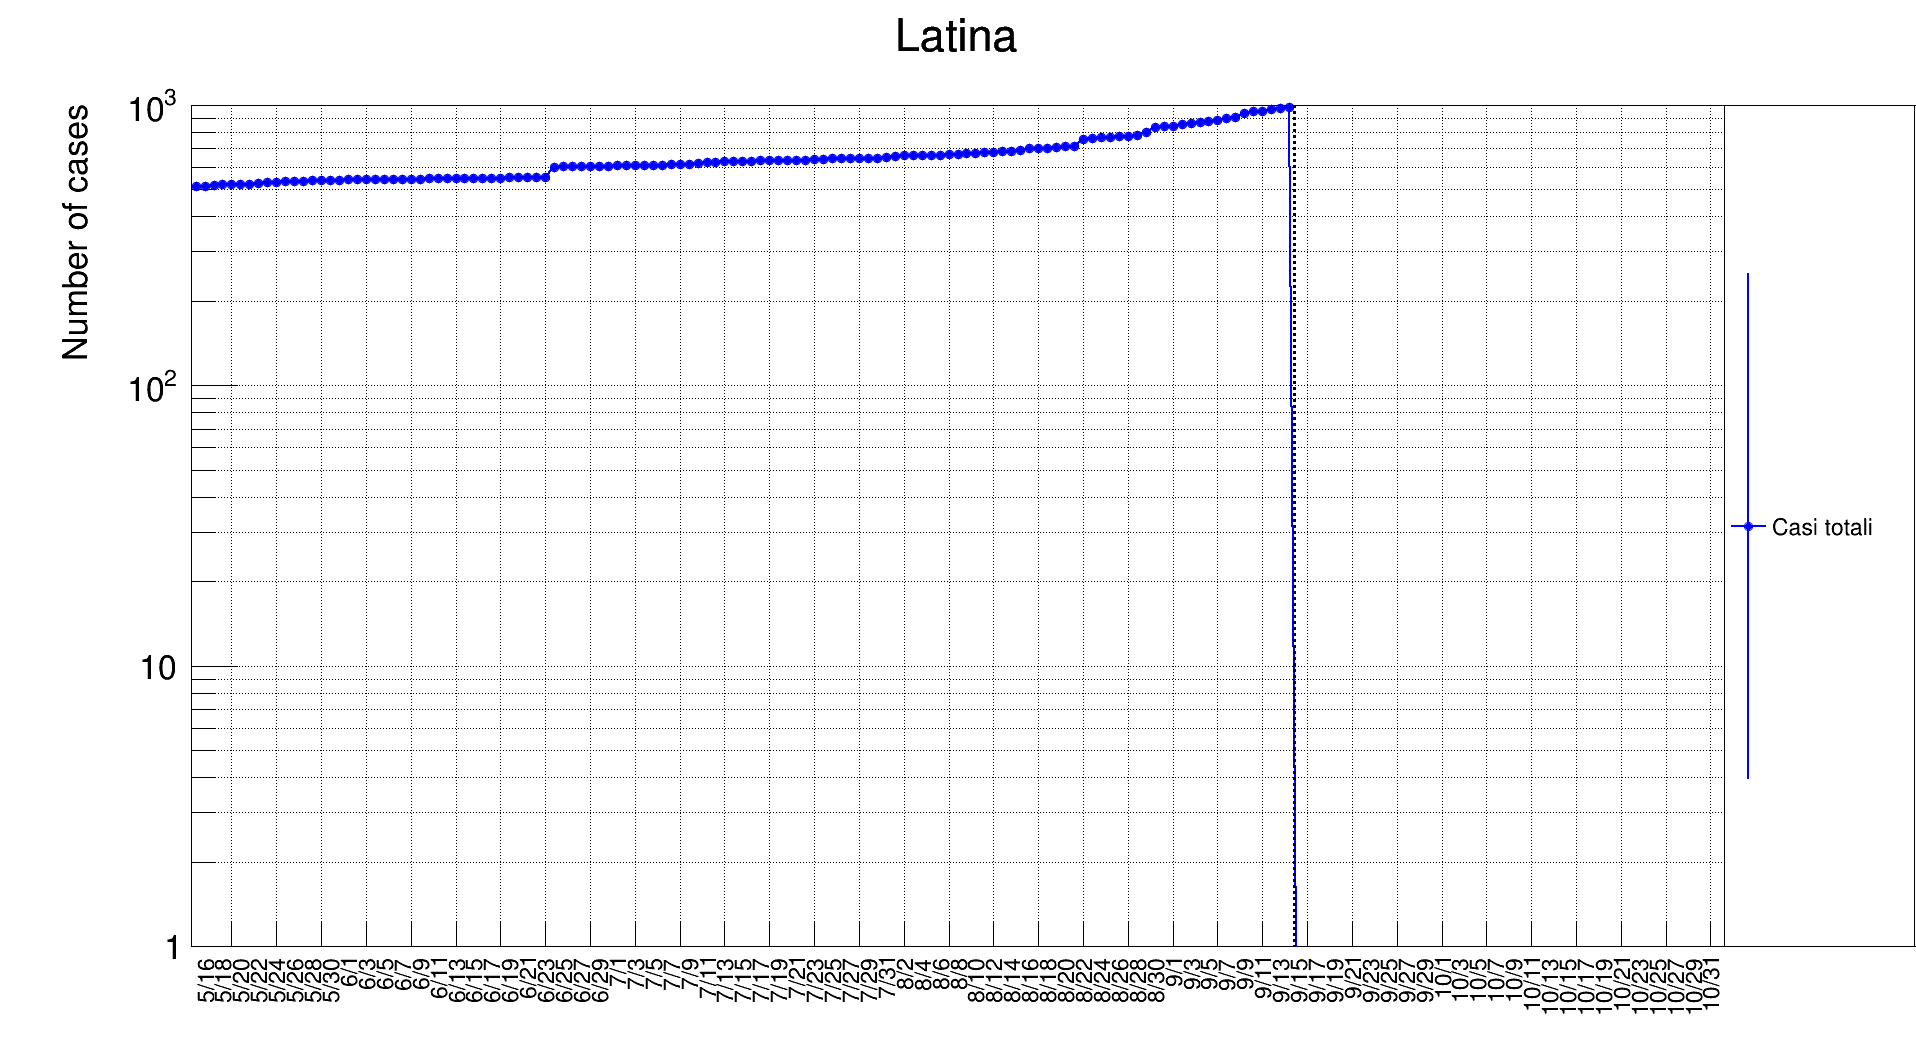 Latina
Number of cases
10³
10²
10
1
5/16 5/18 5/20 5/22 5/24 5/26 5/28 5/30 6/1 6/3 6/5 6/7 6/9 6/11 6/13 6/15 6/17 6/19 6/21 6/23 6/25 6/27 6/29 7/1 7/3 7/5 7/7 7/9 7/11 7/13 7/15 7/17 7/19 7/21 7/23 7/25 7/27 7/29 7/31 8/2 8/4 8/6 8/8 8/10 8/12 8/14 8/16 8/18 8/20 8/22 8/24 8/26 8/28 8/30 9/1 9/3 9/5 9/7 9/9 9/11 9/13 9/15 9/17 9/19 9/21 9/23 9/25 9/27 9/29 10/1 10/3 10/5 10/7 10/9 10/11 10/13 10/15 10/17 10/19 10/21 10/23 10/25 10/27 10/29 10/31
Casi totali